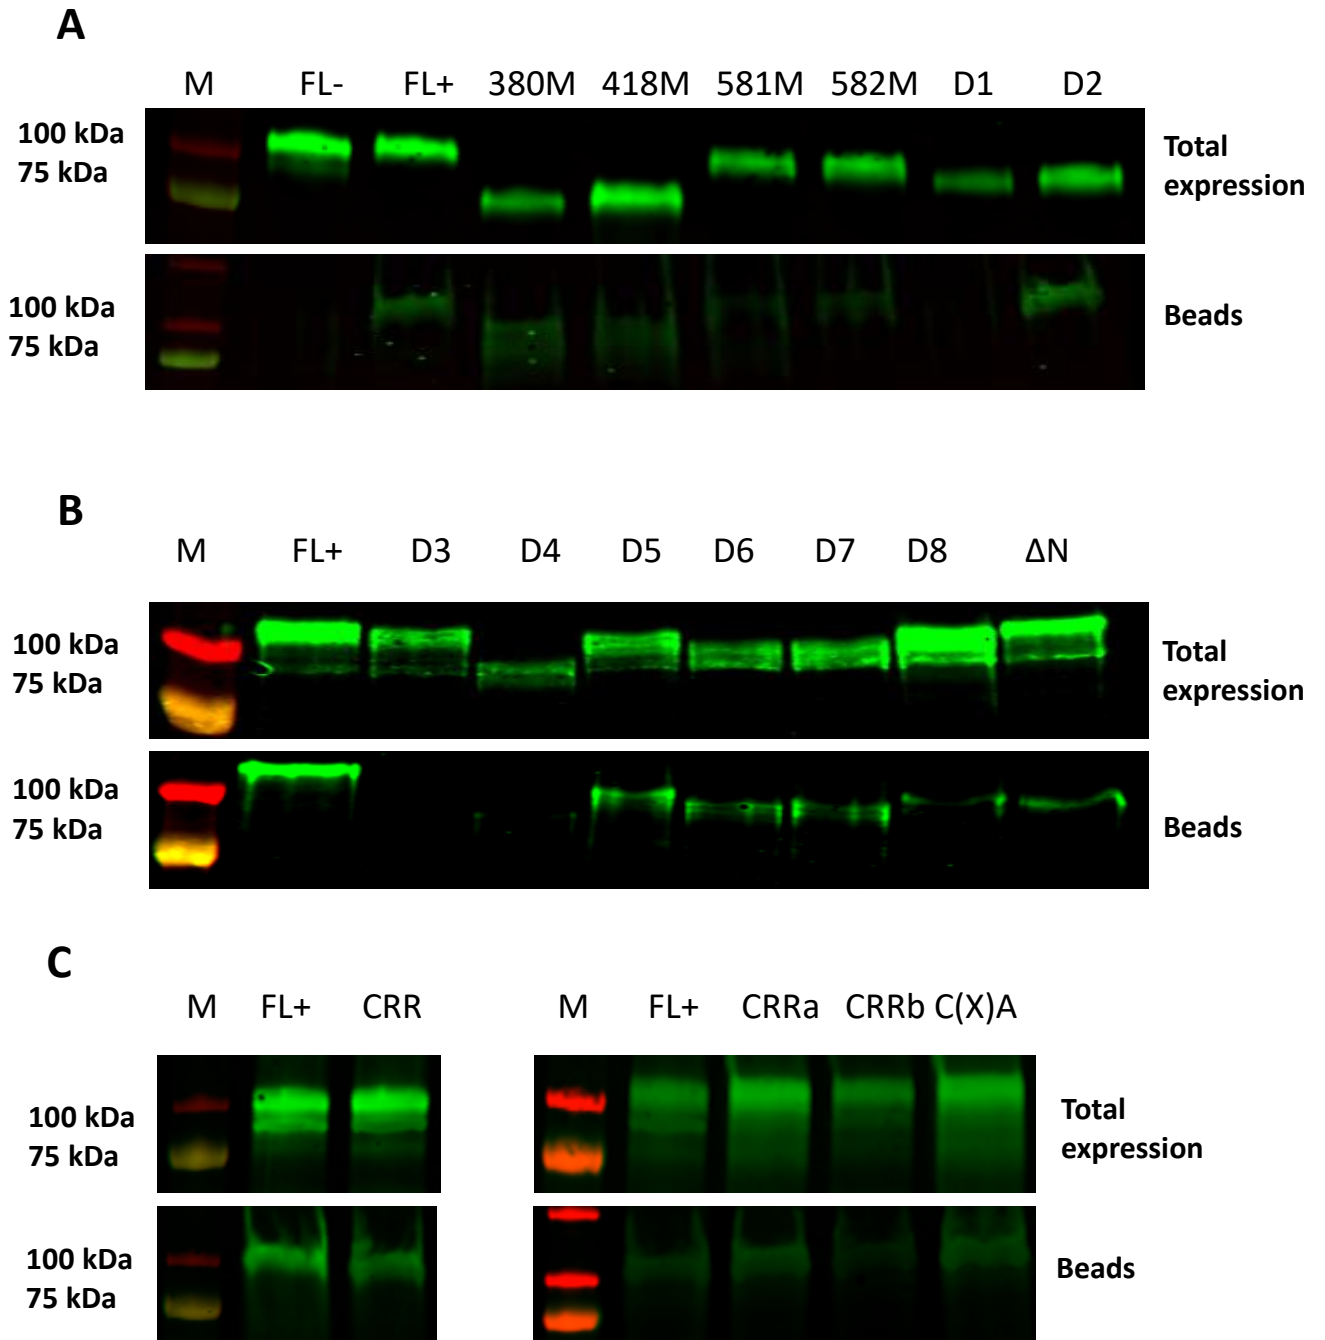 A
M FL- FL+ 380M 418M 581M 582M D1 D2
100 kDa
75 kDa
Total
expression
100 kDa
75 kDa
Beads
B
M FL+ D3 D4 D5 D6 D7 D8 ΔN
100 kDa
75 kDa
Total
expression
100 kDa
75 kDa
Beads
C
M FL+ CRR M FL+ CRRa CRRb C(X)A
100 kDa
75 kDa
Total
expression
100 kDa
75 kDa
Beads